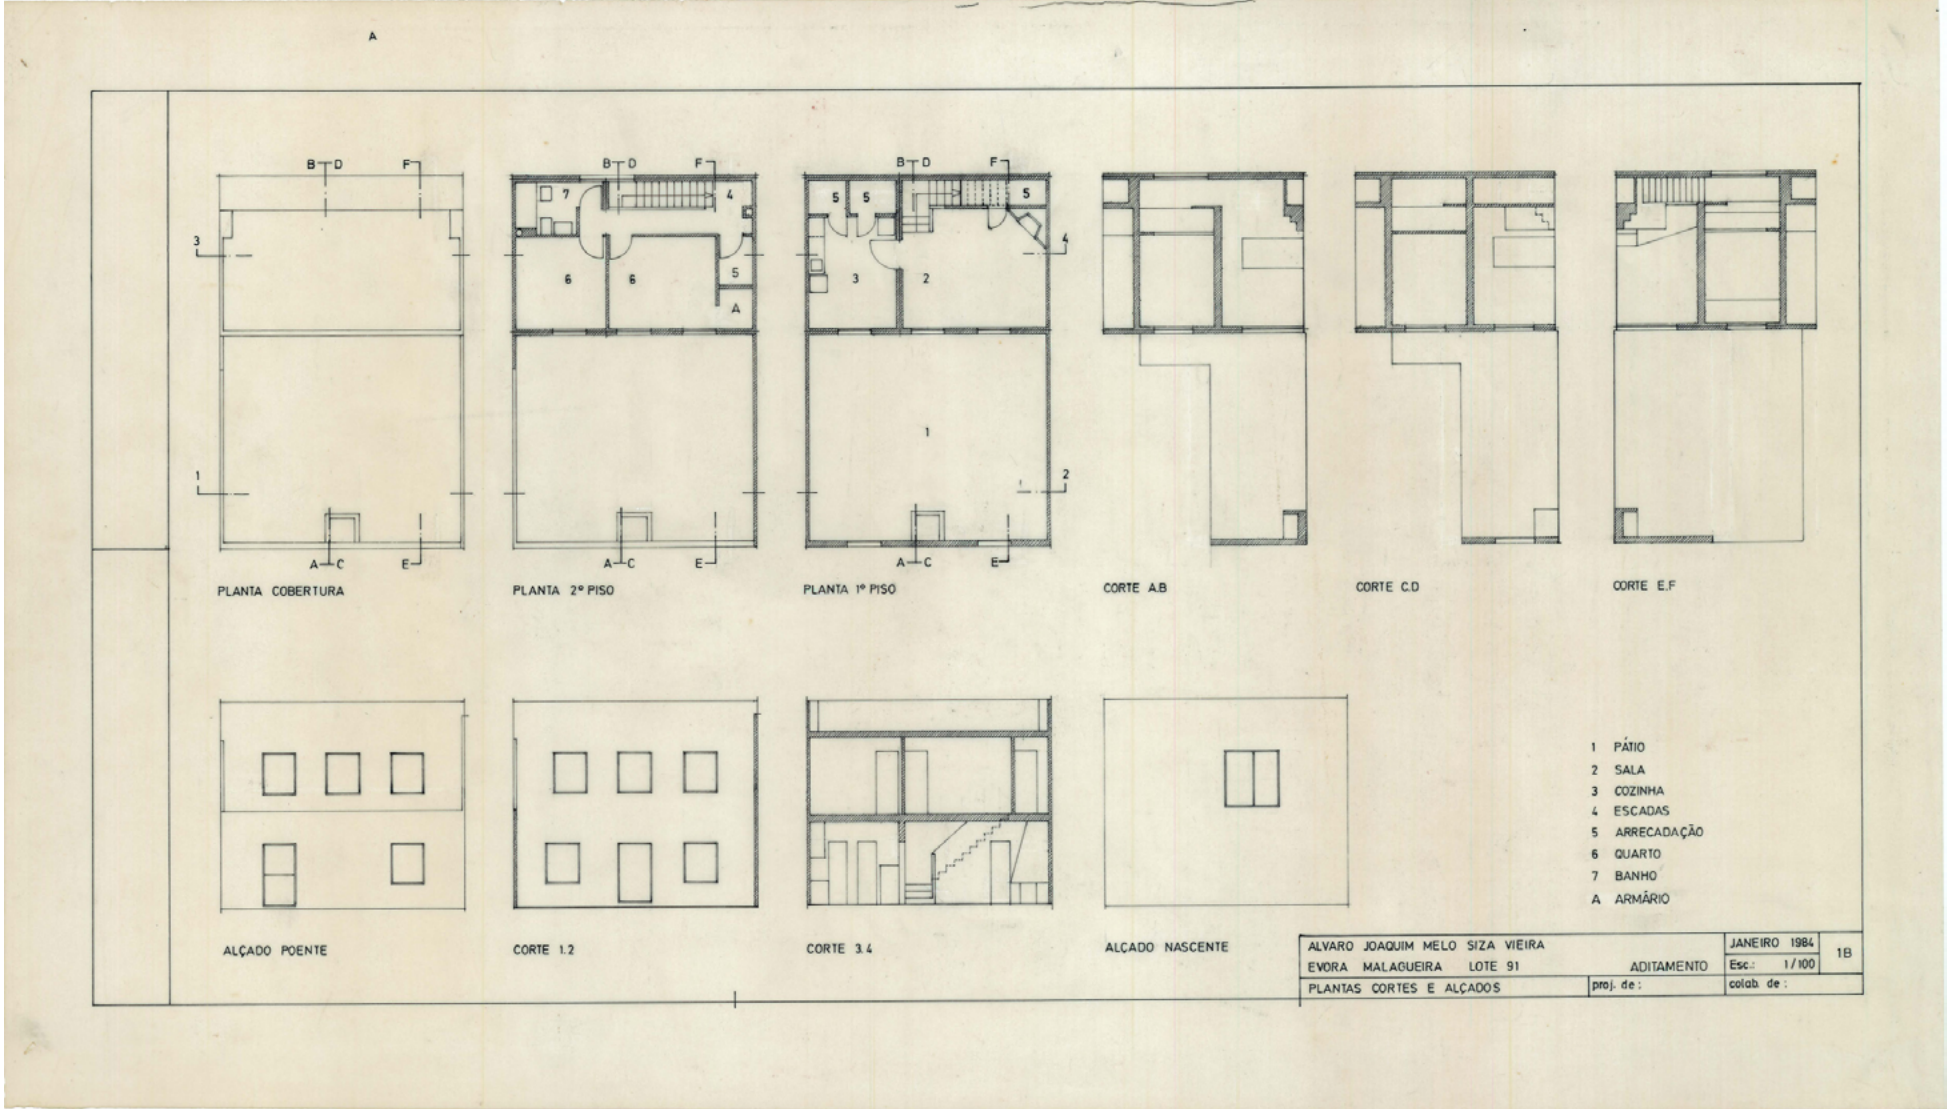 A
B D F
3
1
A C E
PLANTA COBERTURA
B D F
7 4
6 6 5
A
A C E
PLANTA 2º PISO
B D F
5 5 5
4
3 2
1
2
A C E
PLANTA 1º PISO
CORTE A.B
CORTE C.D
CORTE E.F
ALÇADO POENTE
CORTE 1.2
CORTE 3.4
ALÇADO NASCENTE
1 PÁTIO
2 SALA
3 COZINHA
4 ESCADAS
5 ARRECADAÇÃO
6 QUARTO
7 BANHO
A ARMÁRIO
ALVARO JOAQUIM MELO SIZA VIEIRA
EVORA MALAGUEIRA LOTE 91 ADITAMENTO
PLANTAS CORTES E ALÇADOS
proj. de :
JANEIRO 1984
Esc.: 1/100
colab. de :
1B